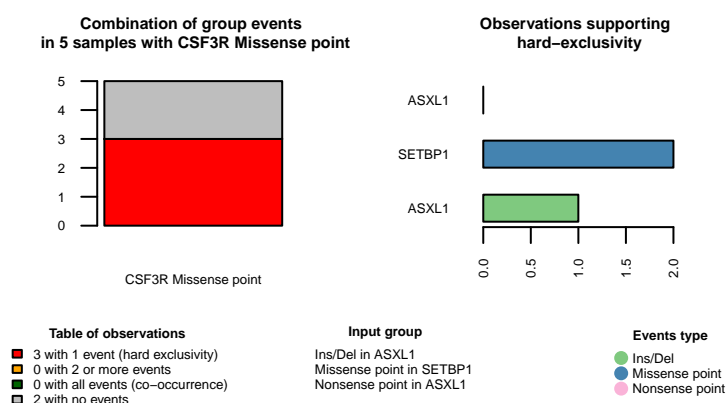 Combination of group events
in 5 samples with CSF3R Missense point
5
4
3
2
1
0
CSF3R Missense point
Observations supporting
hard−exclusivity
ASXL1
SETBP1
ASXL1
0.0
0.5
1.0
1.5
2.0
Table of observations
3 with 1 event (hard exclusivity)
0 with 2 or more events
0 with all events (co−occurrence)
2 with no events
Input group
Ins/Del in ASXL1
Missense point in SETBP1
Nonsense point in ASXL1
Events type
Ins/Del
Missense point
Nonsense point